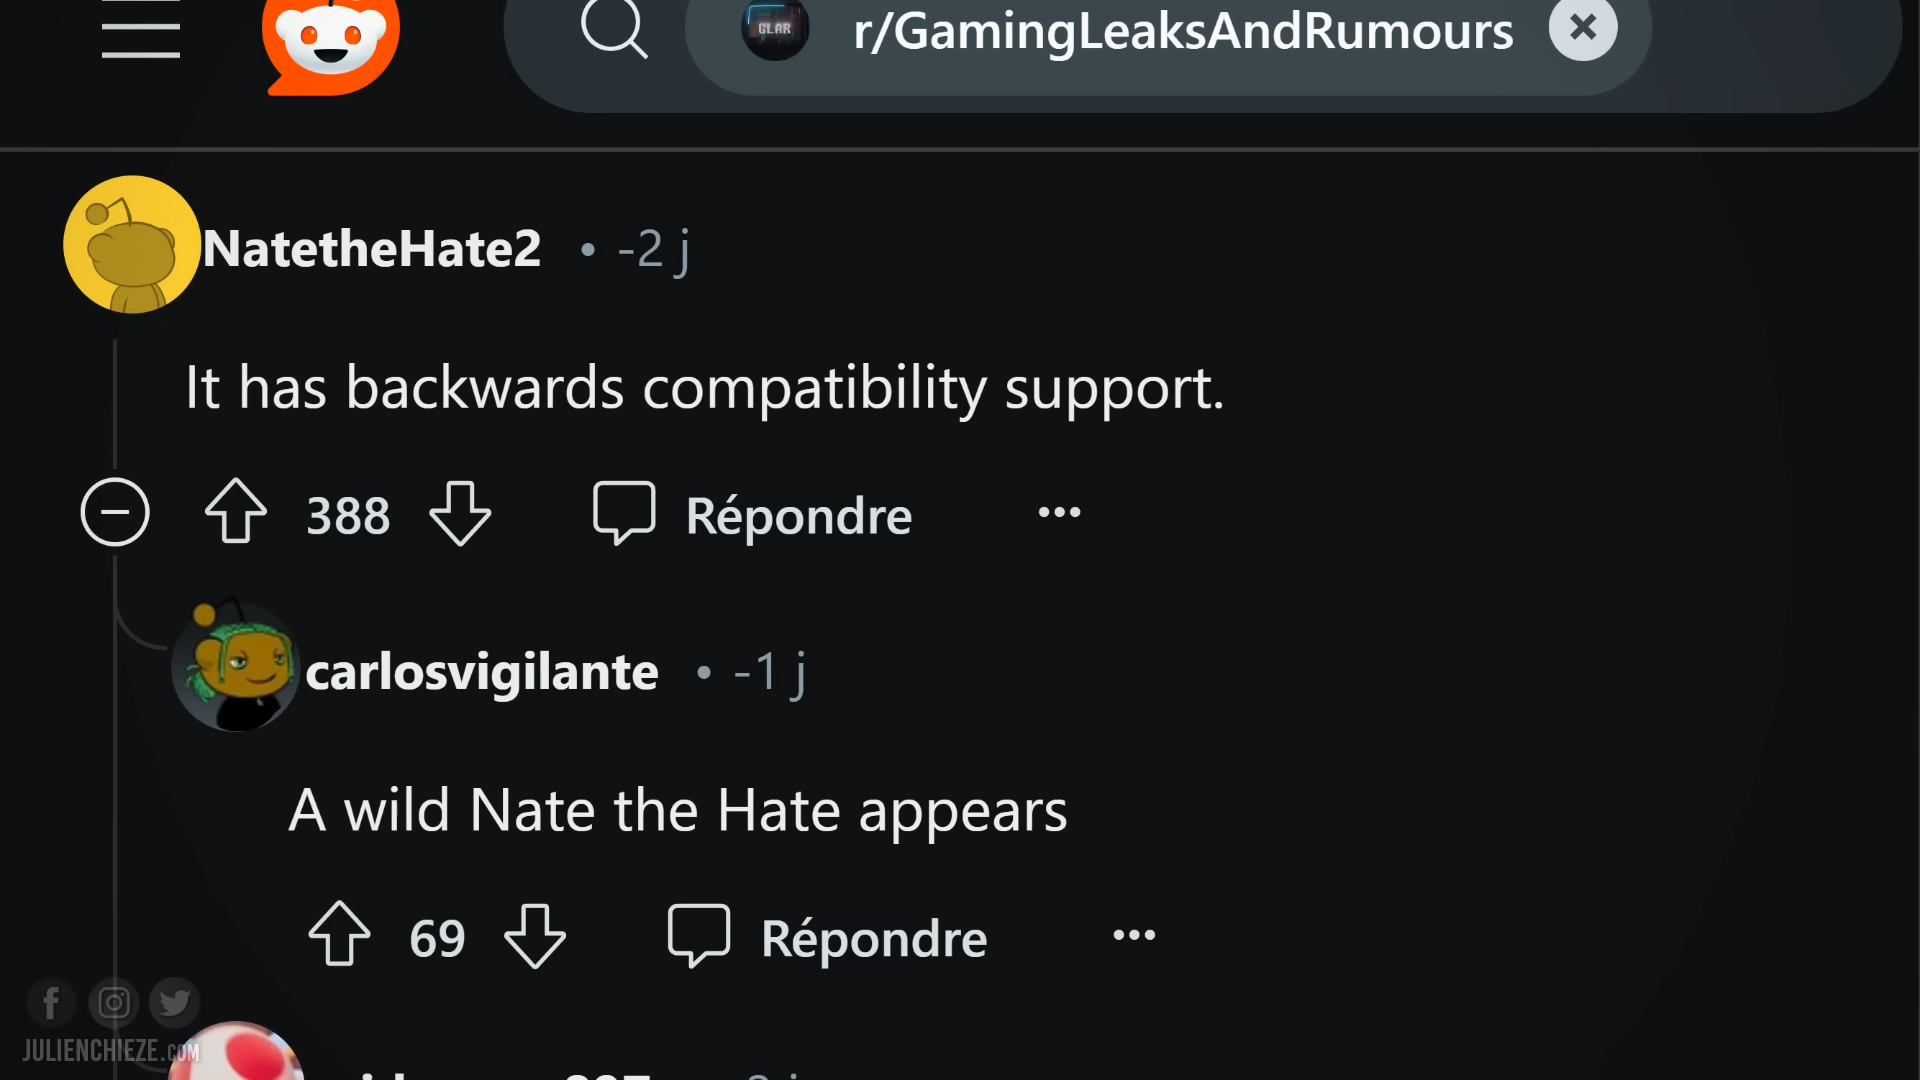 GLAR
r/GamingLeaksAndRumours
NatetheHate2 • -2 j
It has backwards compatibility support.
388
Répondre
carlosvigilante • -1 j
A wild Nate the Hate appears
69
Répondre
JULIENCHIEZE.COM